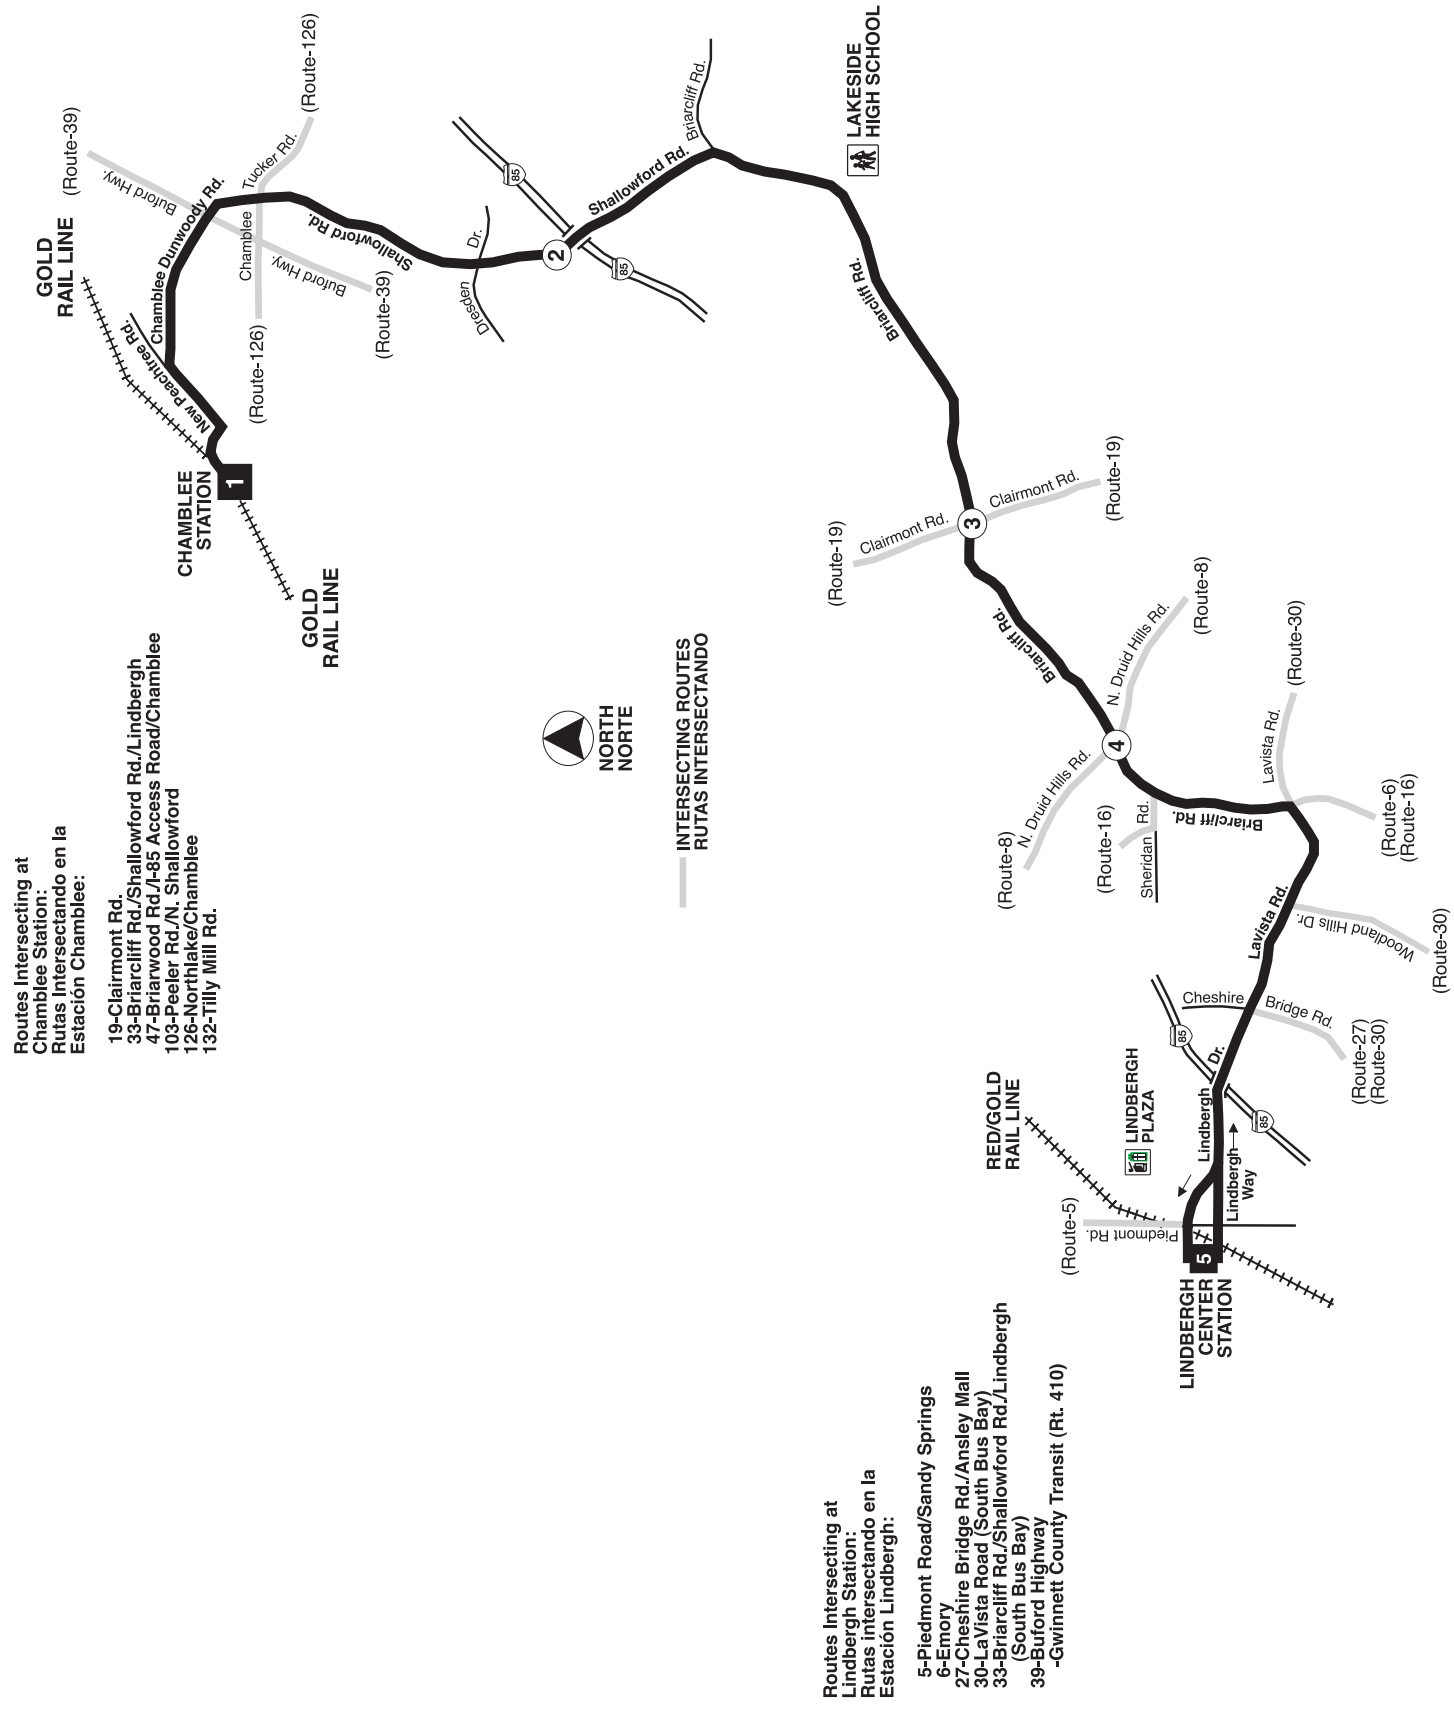 Routes Intersecting at
Chamblee Station:
Rutas Intersectando en la
Estación Chamblee:
19-Clairmont Rd.
33-Briarcliff Rd./Shallowford Rd./Lindbergh
47-Briarwood Rd./I-85 Access Road/Chamblee
103-Peeler Rd./N. Shallowford
126-Northlake/Chamblee
132-Tilly Mill Rd.
GOLD
RAIL LINE
(Route-39)
Buford Hwy.
Chamblee Dunwoody Rd.
New Peachtree Rd.
Tucker Rd.
(Route-126)
Chamblee
(Route-126)
Buford Hwy.
(Route-39)
CHAMBLEE
STATION
1
GOLD
RAIL LINE
Shallowford Rd.
Dresden
Dr.
2
85
85
Shallowford Rd.
Briarcliff Rd.
LAKESIDE
HIGH SCHOOL
Briarcliff Rd.
NORTH
NORTE
INTERSECTING ROUTES
RUTAS INTERSECTANDO
(Route-19)
Clairmont Rd.
3
Clairmont Rd.
(Route-19)
Briarcliff Rd.
N. Druid Hills Rd.
(Route-8)
4
N. Druid Hills Rd.
(Route-8)
(Route-16)
Sheridan
Rd.
Briarcliff Rd.
Lavista Rd.
(Route-30)
(Route-6)
(Route-16)
Lavista Rd.
Woodland Hills Dr.
(Route-30)
Cheshire
Bridge Rd.
(Route-27)
(Route-30)
85
85
Lindbergh
Dr.
Lindbergh
Way
RED/GOLD
RAIL LINE
LINDBERGH
PLAZA
(Route-5)
Piedmont Rd.
5
LINDBERGH
CENTER
STATION
Routes Intersecting at
Lindbergh Station:
Rutas intersectando en la
Estación Lindbergh:
5-Piedmont Road/Sandy Springs
6-Emory
27-Cheshire Bridge Rd./Ansley Mall
30-LaVista Road (South Bus Bay)
33-Briarcliff Rd./Shallowford Rd./Lindbergh
(South Bus Bay)
39-Buford Highway
-Gwinnett County Transit (Rt. 410)